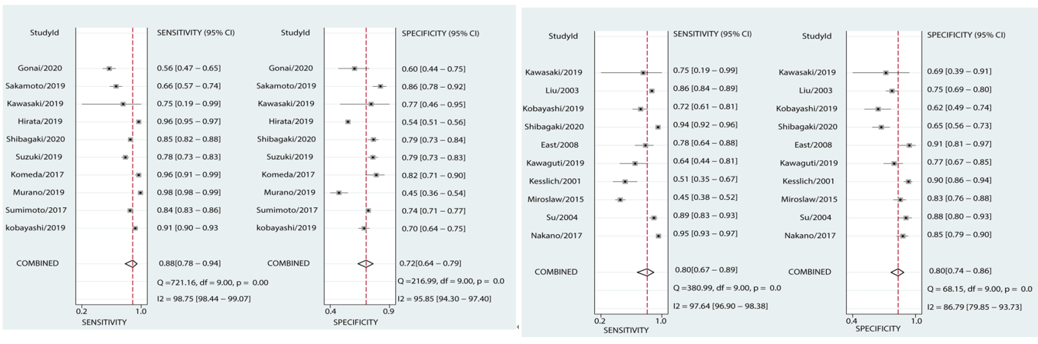 StudyId SENSITIVITY (95% CI)
Gonai/2020 0.56 [0.47 – 0.65]
Sakamoto/2019 0.66 [0.57 – 0.74]
Kawasaki/2019 0.75 [0.19 – 0.99]
Hirata/2019 0.96 [0.95 – 0.97]
Shibagaki/2020 0.85 [0.82 – 0.88]
Suzuki/2019 0.78 [0.73 – 0.83]
Komeda/2017 0.96 [0.91 – 0.99]
Murano/2019 0.98 [0.98 – 0.99]
Sumimoto/2017 0.84 [0.83 – 0.86]
kobayashi/2019 0.91 [0.90 – 0.93
COMBINED 0.88[0.78 – 0.94]
Q =721.16, df = 9.00, p = 0.00
I2 = 98.75 [98.44 – 99.07]
0.2 1.0
SENSITIVITY
StudyId SPECIFICITY (95% CI)
Gonai/2020 0.60 [0.44 – 0.75]
Sakamoto/2019 0.86 [0.78 – 0.92]
Kawasaki/2019 0.77 [0.46 – 0.95]
Hirata/2019 0.54 [0.51 – 0.56]
Shibagaki/2020 0.79 [0.73 – 0.84]
Suzuki/2019 0.79 [0.73 – 0.83]
Komeda/2017 0.82 [0.71 – 0.90]
Murano/2019 0.45 [0.36 – 0.54]
Sumimoto/2017 0.74 [0.71 – 0.77]
kobayashi/2019 0.70 [0.64 – 0.75]
COMBINED 0.72[0.64 – 0.79]
Q =216.99, df = 9.00, p = 0.00
I2 = 95.85 [94.30 – 97.40]
0.4 0.9
SPECIFICITY
StudyId SENSITIVITY (95% CI)
Kawasaki/2019 0.75 [0.19 – 0.99]
Liu/2003 0.86 [0.84 – 0.89]
Kobayashi/2019 0.72 [0.61 – 0.81]
Shibagaki/2020 0.94 [0.92 – 0.96]
East/2008 0.78 [0.64 – 0.88]
Kawaguti/2019 0.64 [0.44 – 0.81]
Kesslich/2001 0.51 [0.35 – 0.67]
Miroslaw/2015 0.45 [0.38 – 0.52]
Su/2004 0.89 [0.83 – 0.93]
Nakano/2017 0.95 [0.93 – 0.97]
COMBINED 0.80[0.67 – 0.89]
Q =380.99, df = 9.00, p = 0.0
I2 = 97.64 [96.90 – 98.38]
0.2 1.0
SENSITIVITY
StudyId SPECIFICITY (95% CI)
Kawasaki/2019 0.69 [0.39 – 0.91]
Liu/2003 0.75 [0.69 – 0.80]
Kobayashi/2019 0.62 [0.49 – 0.74]
Shibagaki/2020 0.65 [0.56 – 0.73]
East/2008 0.91 [0.81 – 0.97]
Kawaguti/2019 0.77 [0.67 – 0.85]
Kesslich/2001 0.90 [0.86 – 0.94]
Miroslaw/2015 0.83 [0.76 – 0.88]
Su/2004 0.88 [0.80 – 0.93]
Nakano/2017 0.85 [0.79 – 0.90]
COMBINED 0.80[0.74 – 0.86]
Q = 68.15, df = 9.00, p = 0.0
I2 = 86.79 [79.85 – 93.73]
0.4 1.0
SPECIFICITY